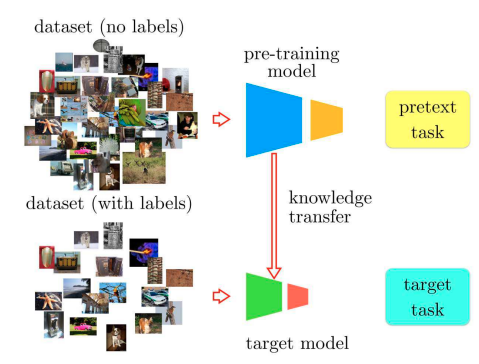 dataset (no labels)
pre-training
model
pretext
task
dataset (with labels)
knowledge
transfer
target
task
target model